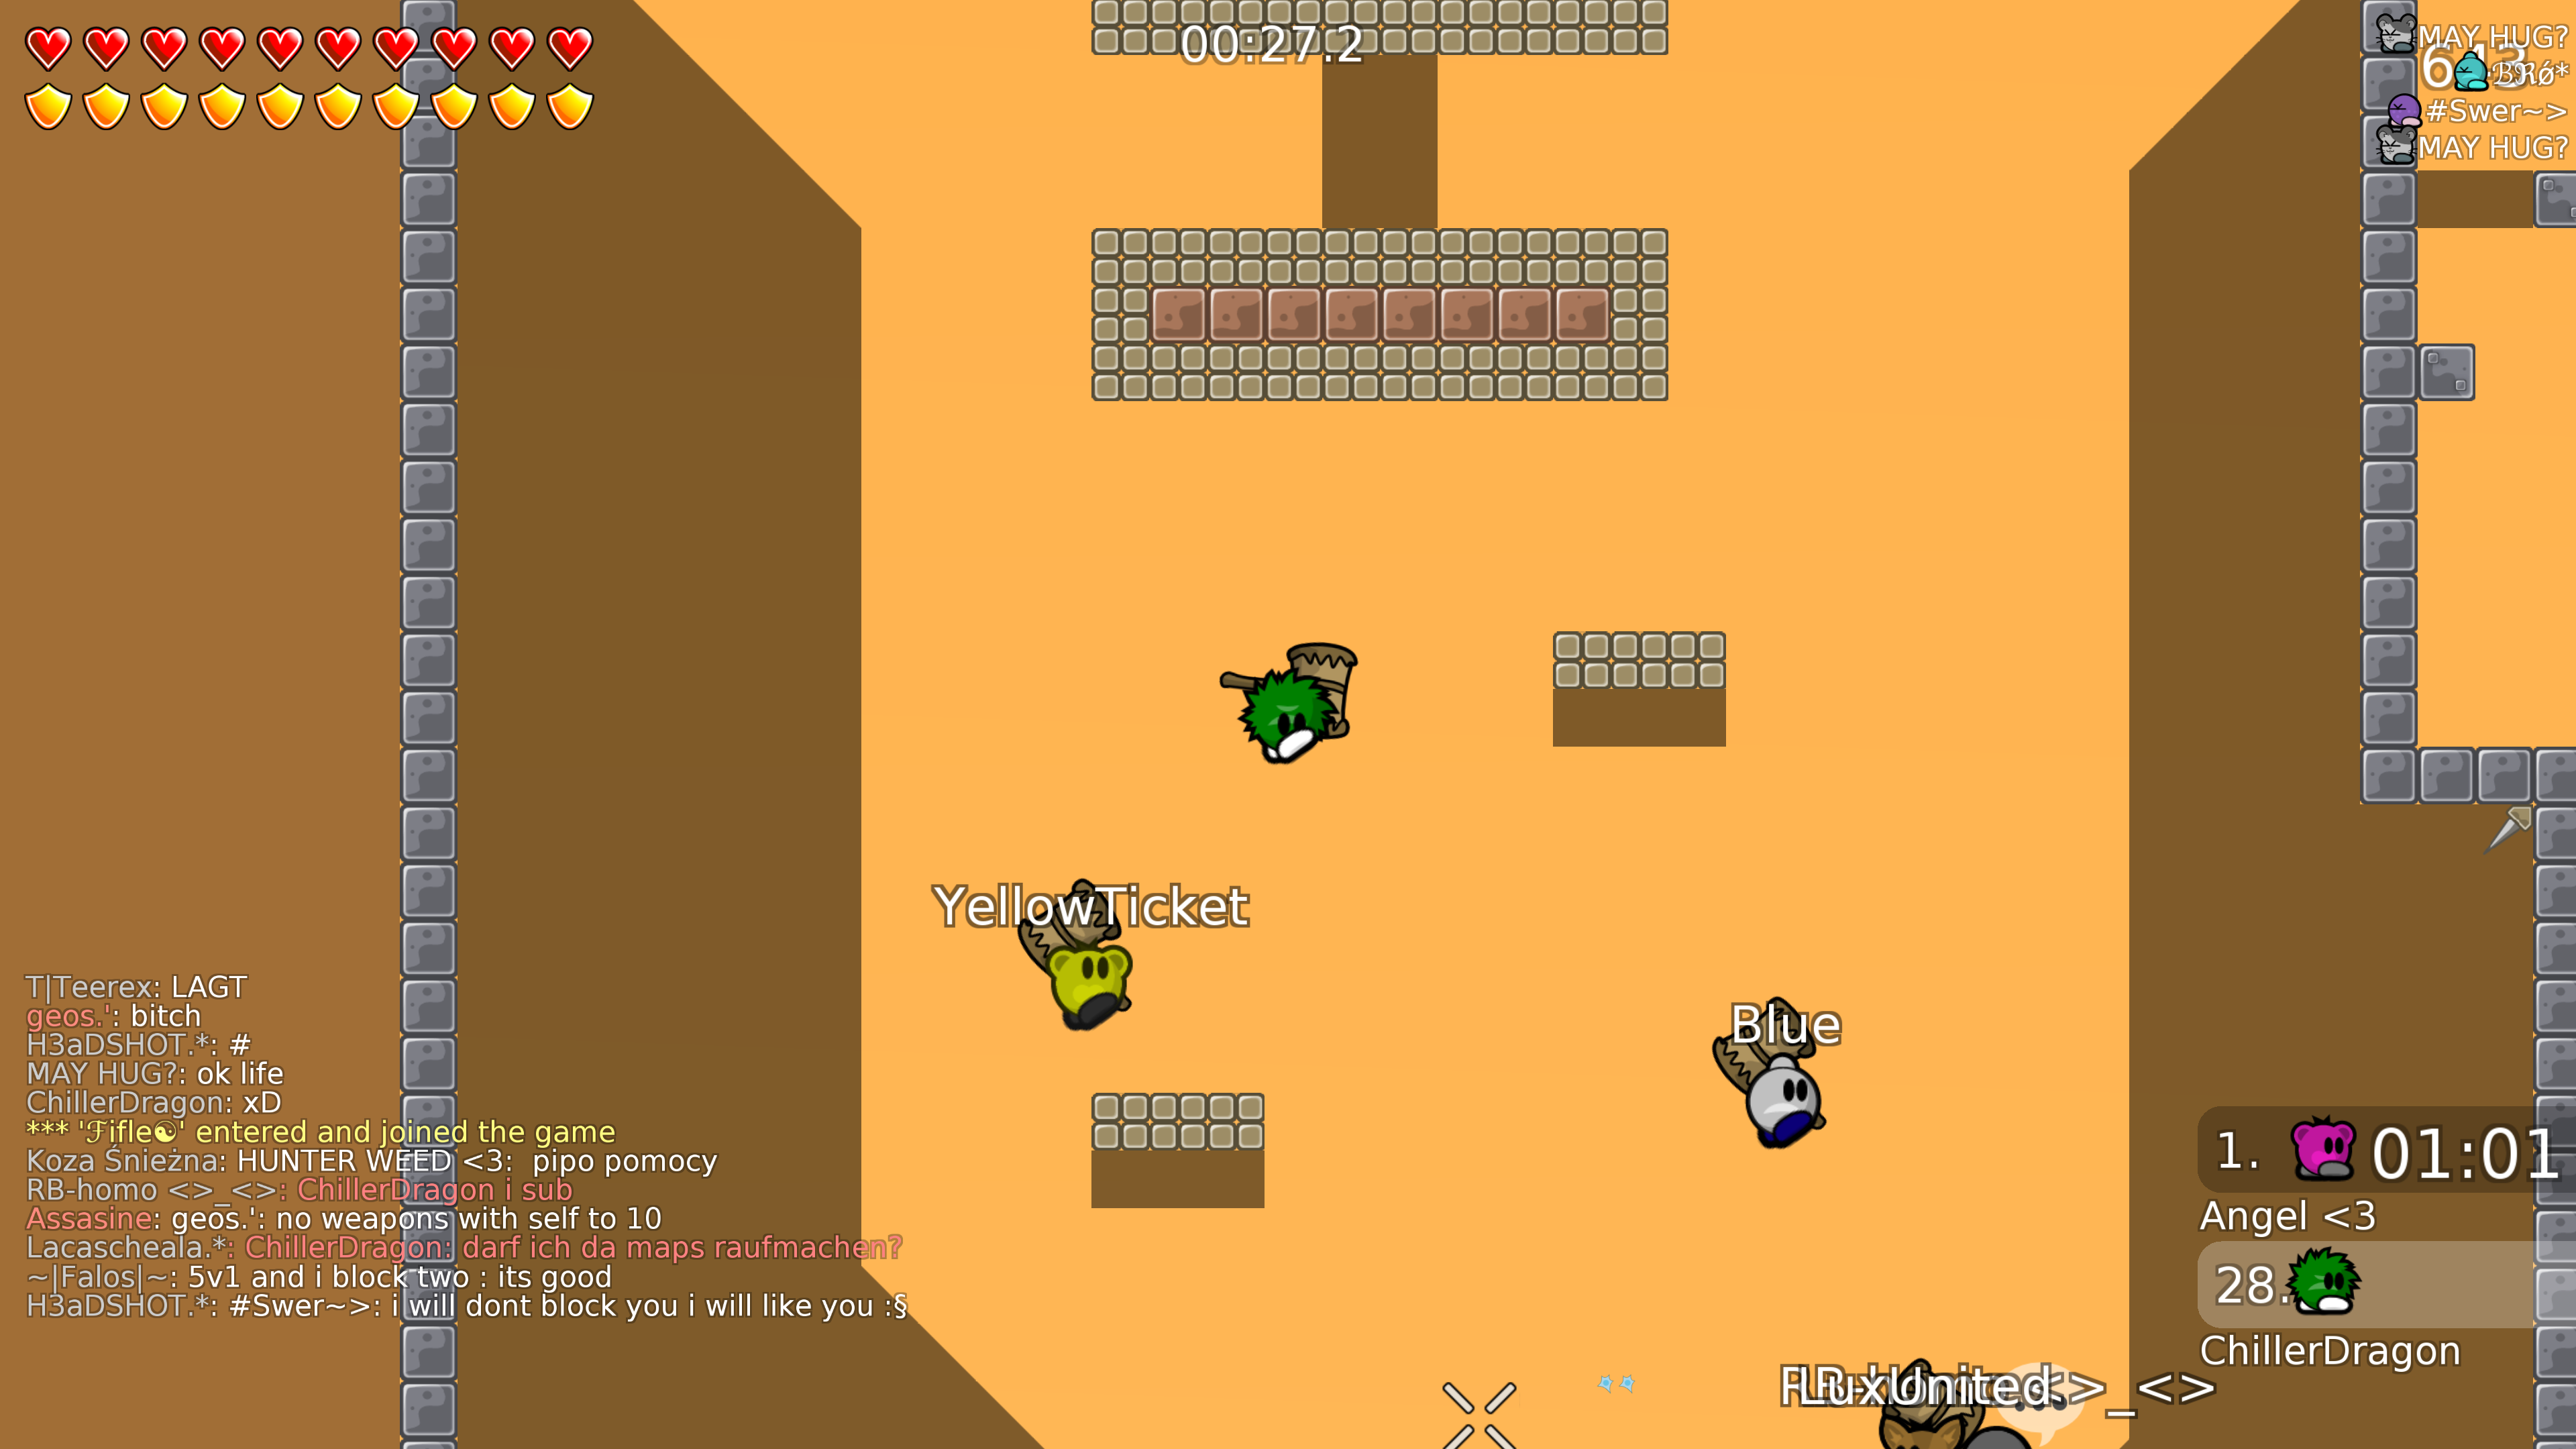 00:27.2
MAY HUG?
643
ℬℜǿ*
#Swer~>
MAY HUG?
YellowTicket
Blue
T|Teerex: LAGT
geos.': bitch
H3aDSHOT.*: #
MAY HUG?: ok life
ChillerDragon: xD
*** 'ℱifle☯' entered and joined the game
Koza Śnieżna: HUNTER WEED <3:  pipo pomocy
RB-homo <>_<>: ChillerDragon i sub
Assasine: geos.': no weapons with self to 10
Lacascheala.*: ChillerDragon: darf ich da maps raufmachen?
~|Falos|~: 5v1 and i block two : its good
H3aDSHOT.*: #Swer~>: i will dont block you i will like you :§
1. 01:01
Angel <3
28.
ChillerDragon
LuxUnited
_<>